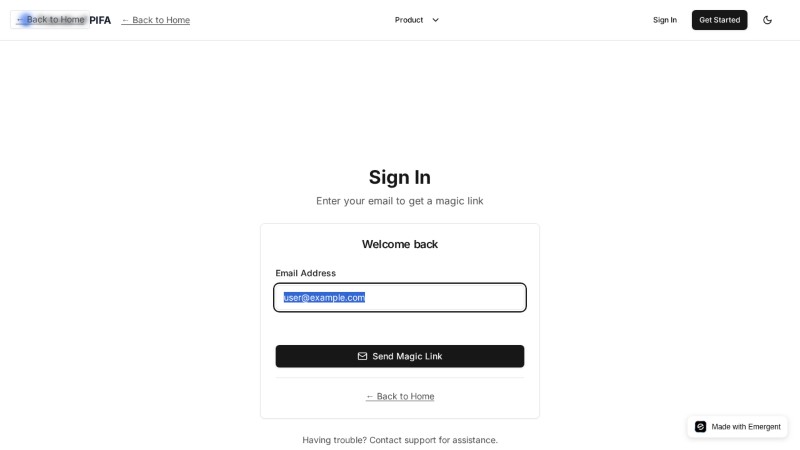 ← Back to Home PIFA ← Back to Home Product Sign In Get Started
Sign In
Enter your email to get a magic link
Welcome back
Email Address
user@example.com
Send Magic Link
← Back to Home
Made with Emergent
Having trouble? Contact support for assistance.